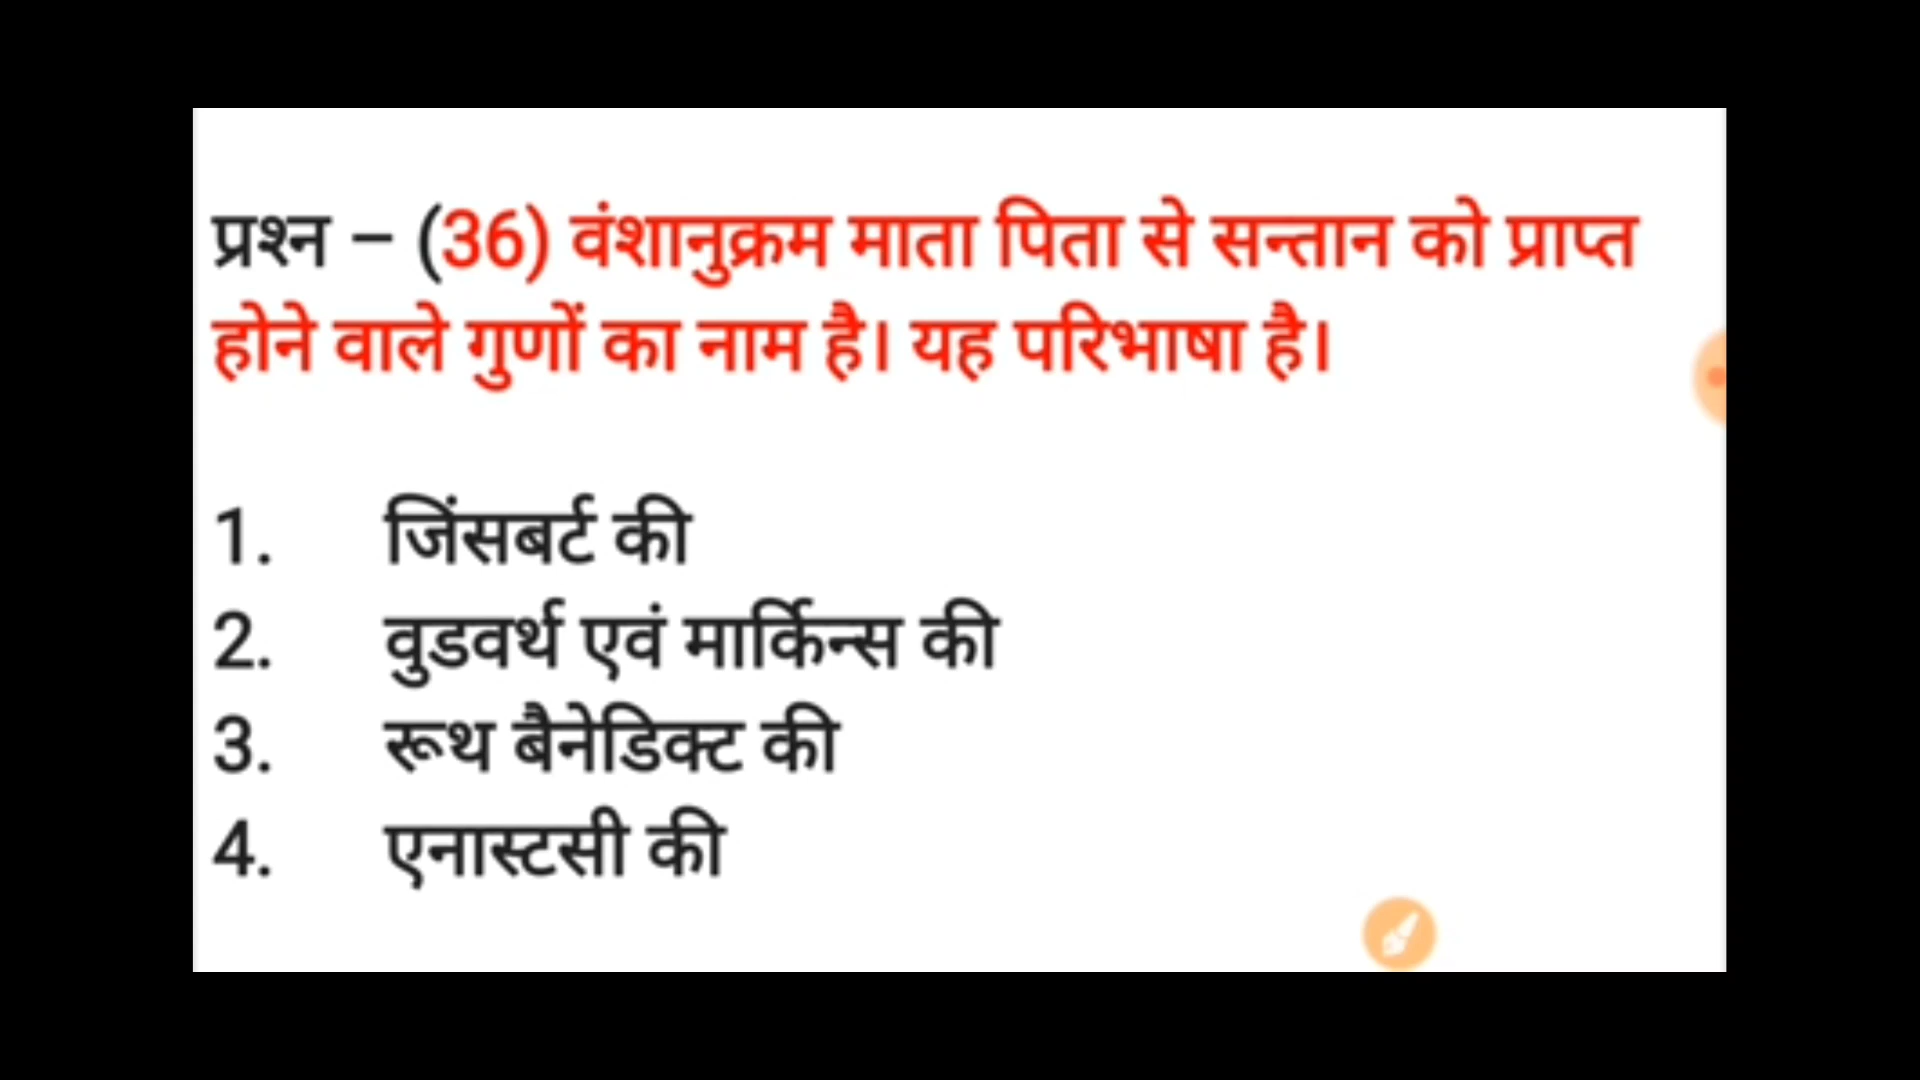 प्रश्न – (36) वंशानुक्रम माता पिता से सन्तान को प्राप्त
होने वाले गुणों का नाम है। यह परिभाषा है।
1. जिंसबर्ट की
2. वुडवर्थ एवं मार्किन्स की
3. रूथ बैनेडिक्ट की
4. एनास्टसी की